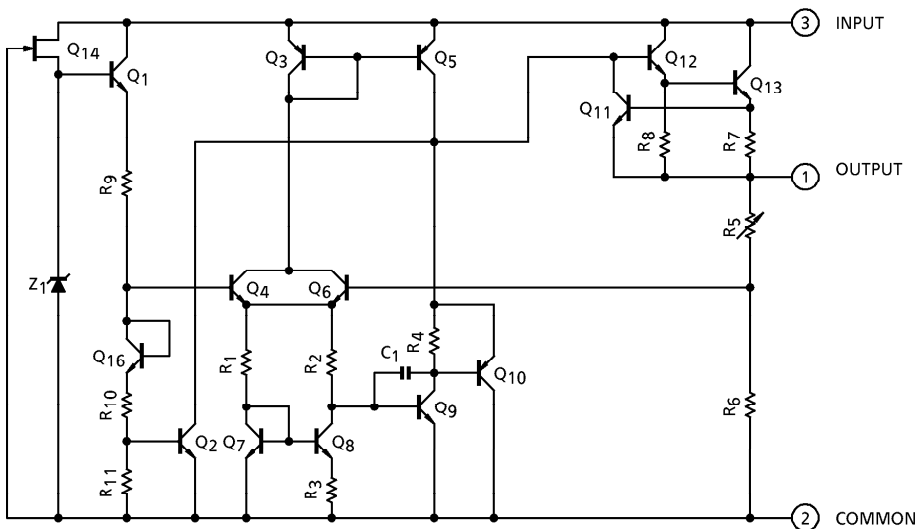 3 INPUT
Q14
Q1
Q3
Q5
Q12
Q13
Q11
R8
R7
1 OUTPUT
R9
R5
Z1
Q4
Q6
R1
R2
R4
C1
Q16
Q10
R10
Q9
R6
Q2
Q7
Q8
R11
R3
2 COMMON